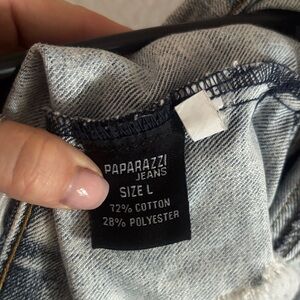 PAPARAZZI
JEANS
SIZE L
72% COTTON
28% POLYESTER